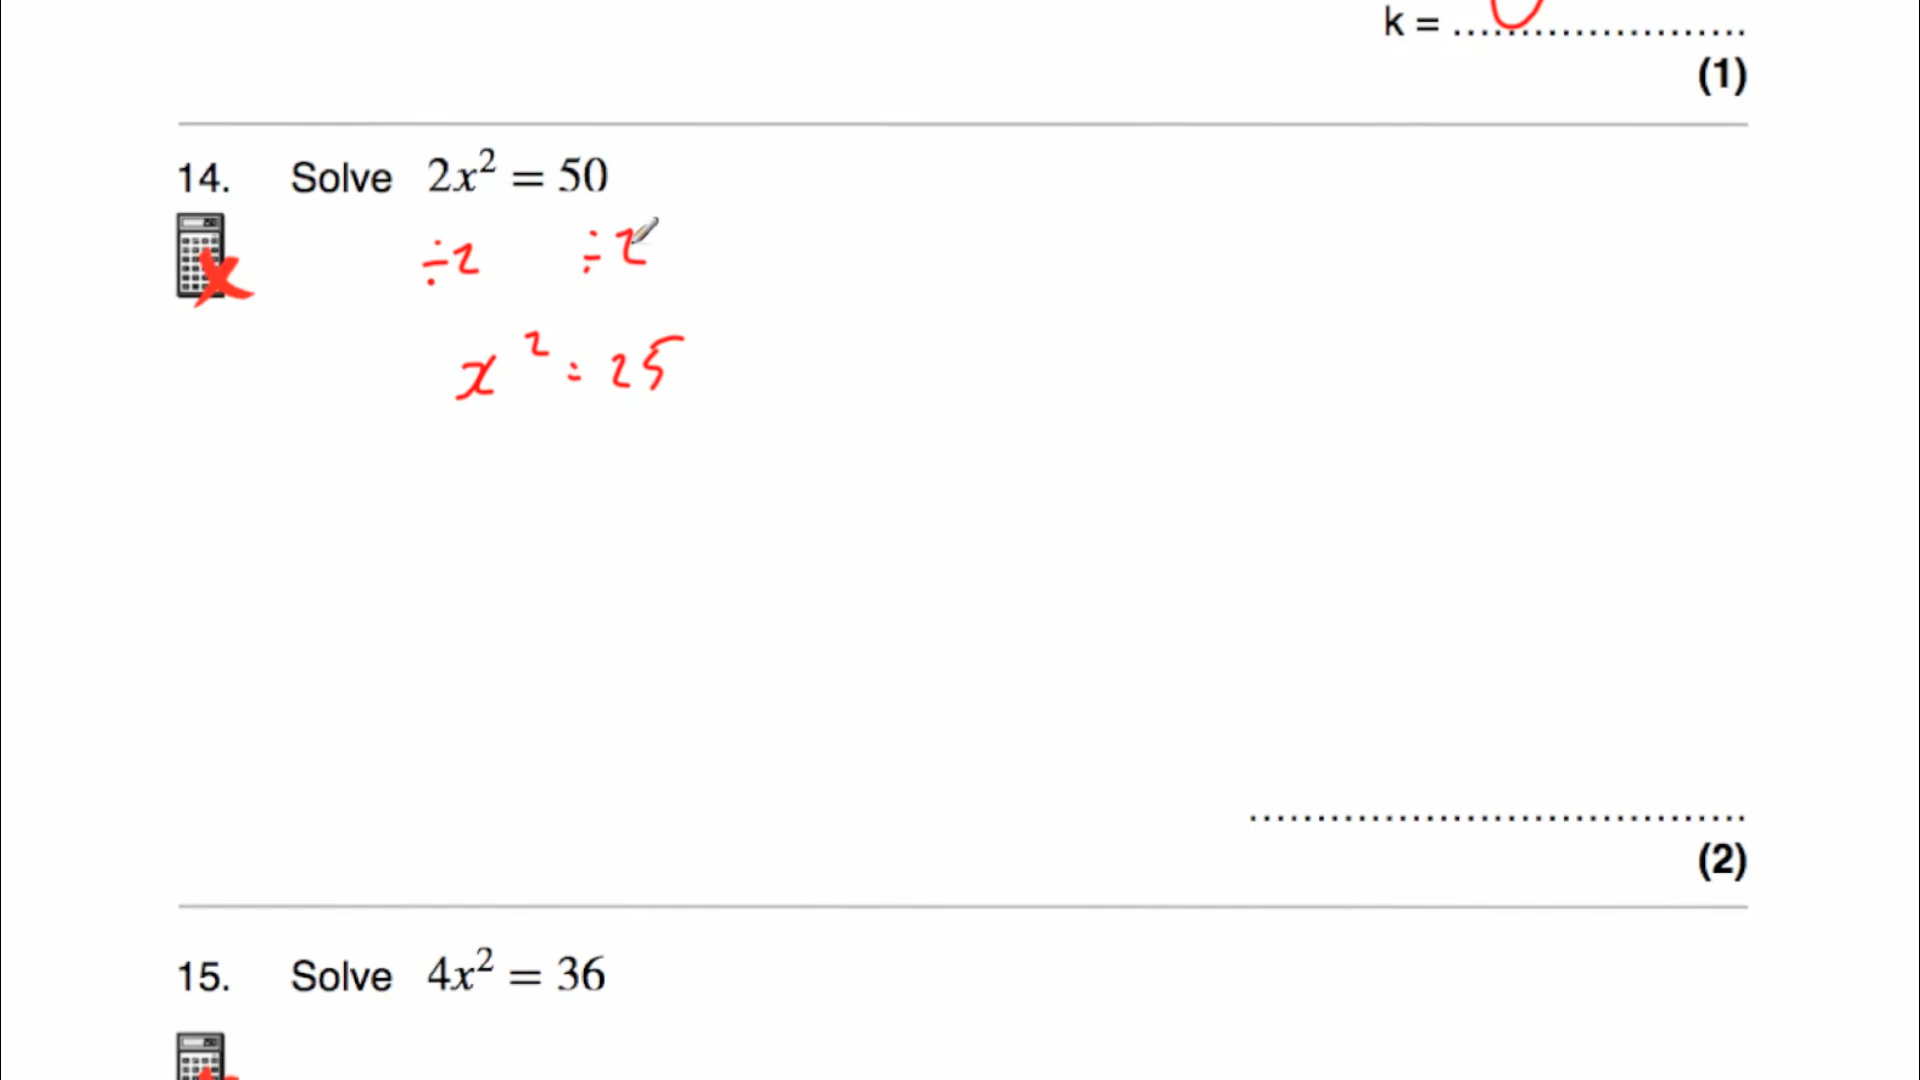 k = ......................
(1)
14. Solve 2x² = 50
÷2 ÷2
x² = 25
.....................................
(2)
15. Solve 4x² = 36